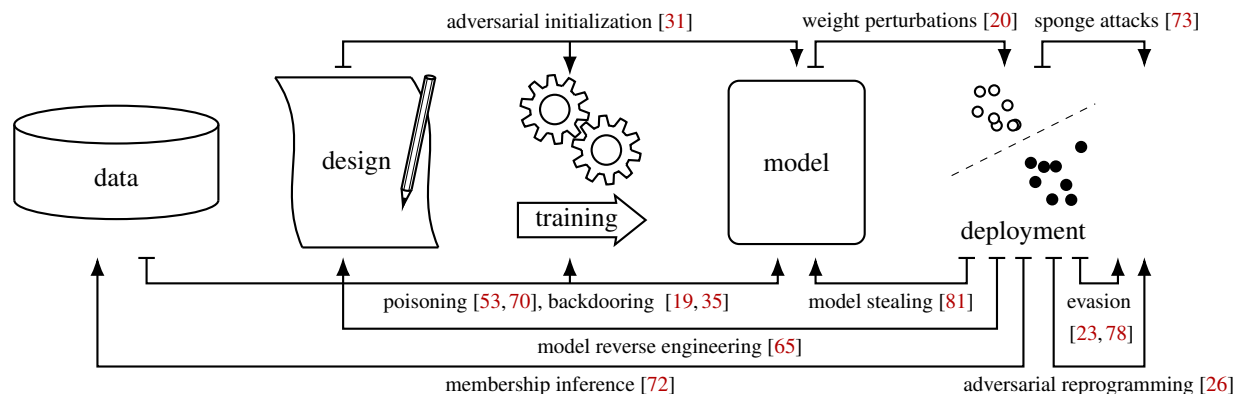 adversarial initialization [31]
weight perturbations [20]
sponge attacks [73]
data
design
training
model
deployment
poisoning [53, 70], backdooring [19, 35]
model stealing [81]
evasion
[23, 78]
model reverse engineering [65]
membership inference [72]
adversarial reprogramming [26]